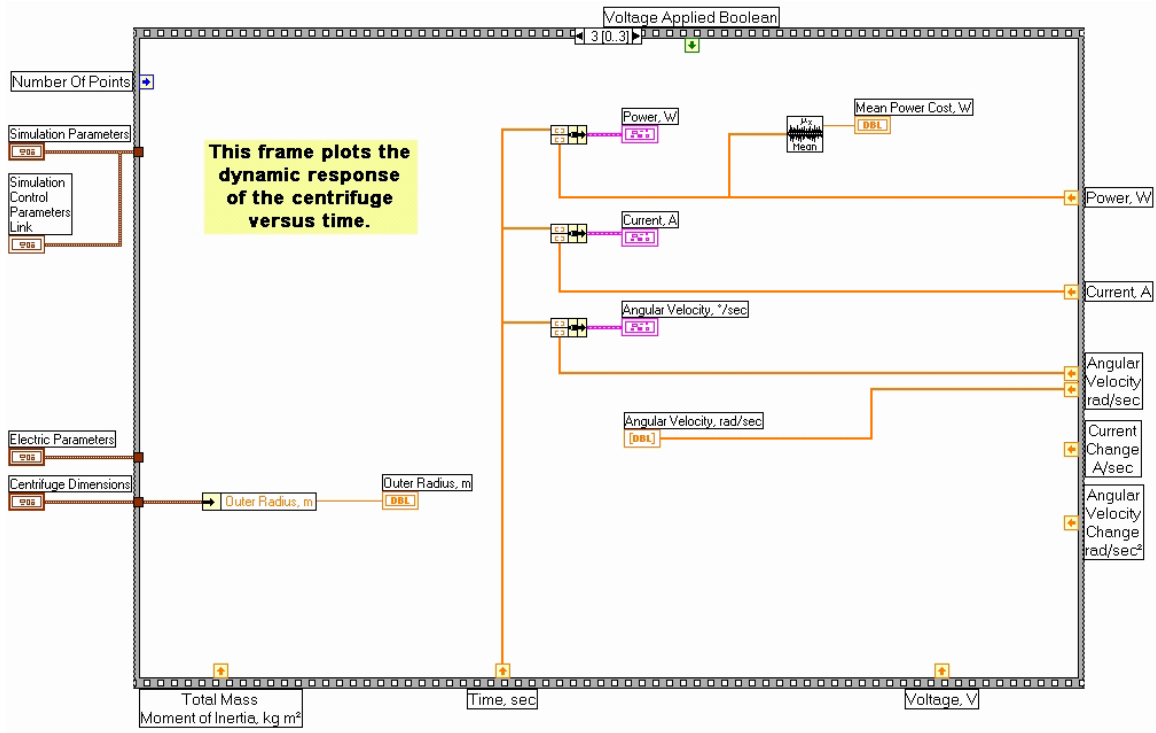 Voltage Applied Boolean
3 [0..3]
Number Of Points
Simulation Parameters
Simulation
Control
Parameters
Link
This frame plots the
dynamic response
of the centrifuge
versus time.
Power, W
Mean Power Cost, W
DBL
μx
Mean
Power, W
Current, A
Current, A
Angular Velocity, °/sec
Angular
Velocity
rad/sec
Angular Velocity, rad/sec
[DBL]
Current
Change
A/sec
Electric Parameters
Centrifuge Dimensions
Outer Radius, m
Outer Radius, m
DBL
Angular
Velocity
Change
rad/sec²
Total Mass
Moment of Inertia, kg m²
Time, sec
Voltage, V